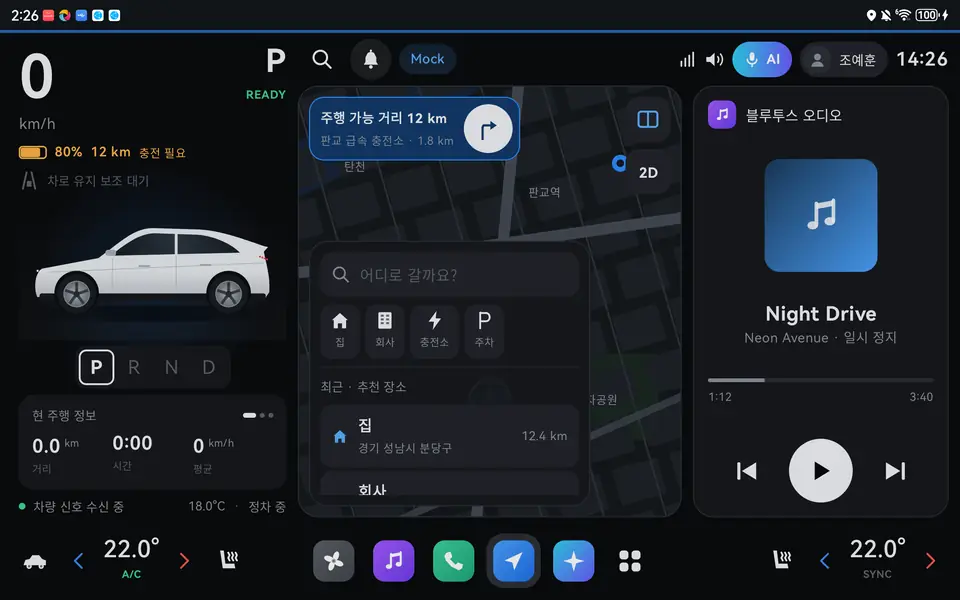 2:26
100
0
P
READY
km/h
80% 12 km 충전 필요
차로 유지 보조 대기
P R N D
현 주행 정보
0.0 km
거리
0:00
시간
0 km/h
평균
차량 신호 수신 중
18.0°C · 정차 중
Mock
AI
조예훈
14:26
주행 가능 거리 12 km
판교 급속 충전소 · 1.8 km
2D
탄천
판교역
어디로 갈까요?
집
회사
충전소
P
주차
최근 · 추천 장소
집
경기 성남시 분당구
12.4 km
회사
공원
블루투스 오디오
Night Drive
Neon Avenue · 일시 정지
1:12
3:40
22.0°
A/C
22.0°
SYNC